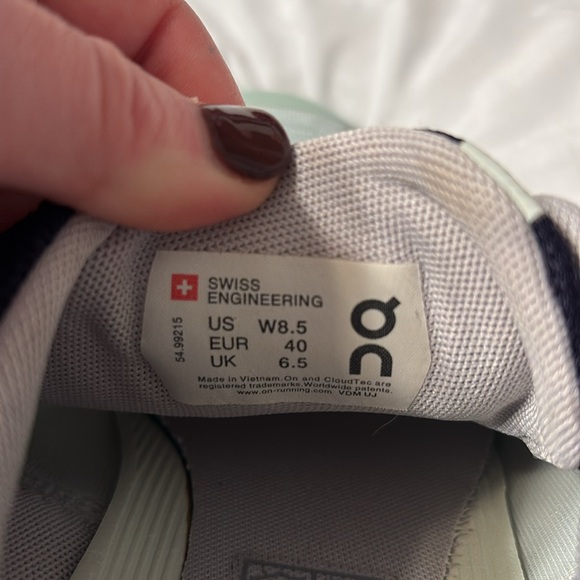 SWISS
ENGINEERING
US W8.5
EUR 40
UK 6.5
54.99215
Made in Vietnam. On and CloudTec are
registered trademarks. Worldwide patents.
www.on-running.com VDM UJ